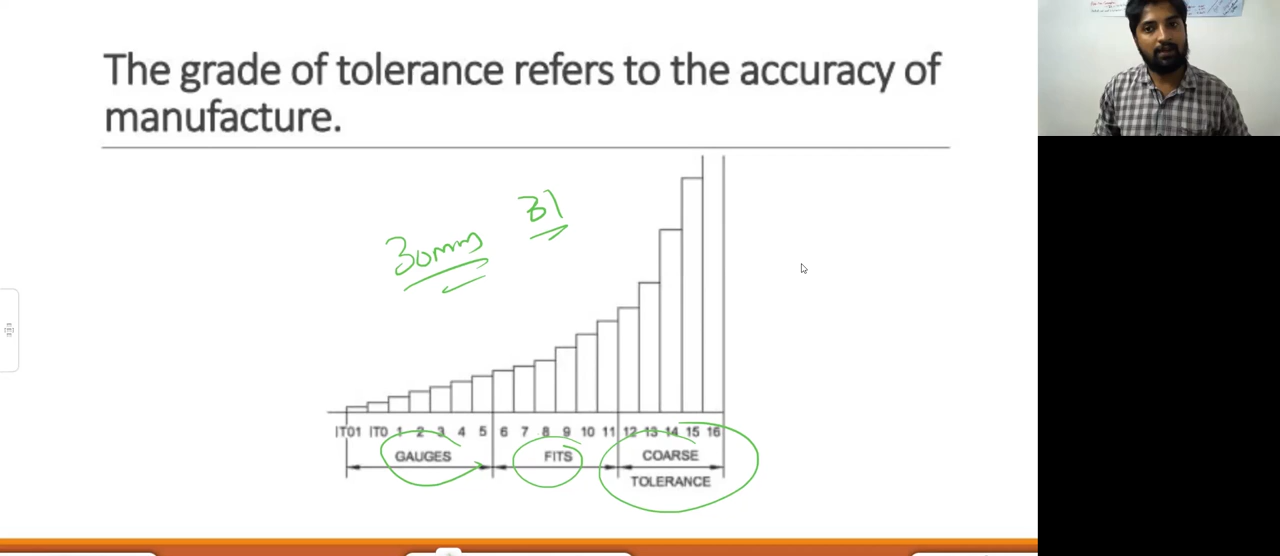 The grade of tolerance refers to the accuracy of
manufacture.
30mm 31
IT01 IT0 1 2 3 4 5 6 7 8 9 10 11 12 13 14 15 16
GAUGES FITS COARSE
TOLERANCE